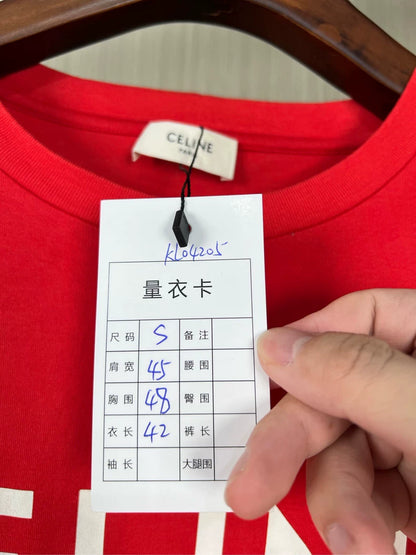 CELINE
PARIS
KL04205
量衣卡
尺码 S 备注
肩宽 45 腰围
胸围 48 臀围
衣长 42 裤长
袖长 大腿围